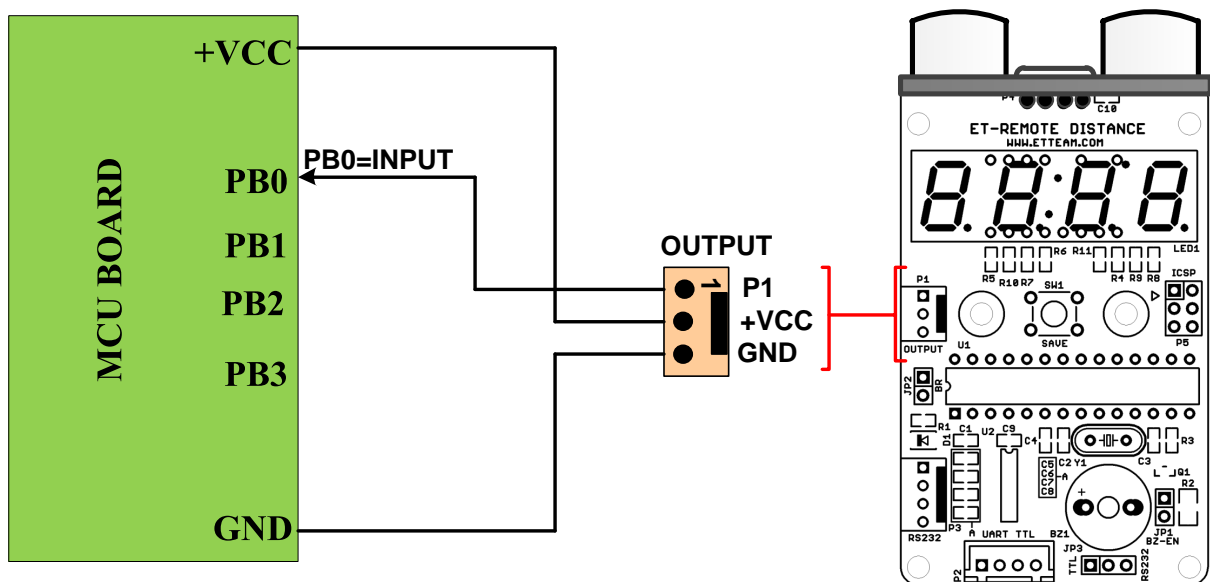 MCU BOARD
+VCC
PB0
PB1
PB2
PB3
GND
PB0=INPUT
OUTPUT
1
P1
+VCC
GND
P4
C10
ET-REMOTE DISTANCE
WWW.ETTEAM.COM
LED1
R5
R10
R7
R6
R11
R4
R9
R8
ICSP
P1
SW1
OUTPUT
U1
SAVE
P5
JP2
BR
R1
D1
C1
U2
C9
C4
C2
Y1
C3
R3
C5
C6
C7
C8
A
Q1
R2
+
RS232
P3
A
UART TTL
BZ1
JP1
BZ-EN
JP3
P2
TTL
RS232